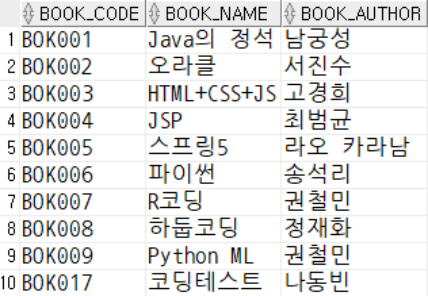 BOOK_CODE BOOK_NAME BOOK_AUTHOR
1 BOK001 Java의 정석 남궁성
2 BOK002 오라클 서진수
3 BOK003 HTML+CSS+JS 고경희
4 BOK004 JSP 최범균
5 BOK005 스프링5 라오 카라남
6 BOK006 파이썬 송석리
7 BOK007 R코딩 권철민
8 BOK008 하둡코딩 정재화
9 BOK009 Python ML 권철민
10 BOK017 코딩테스트 나동빈